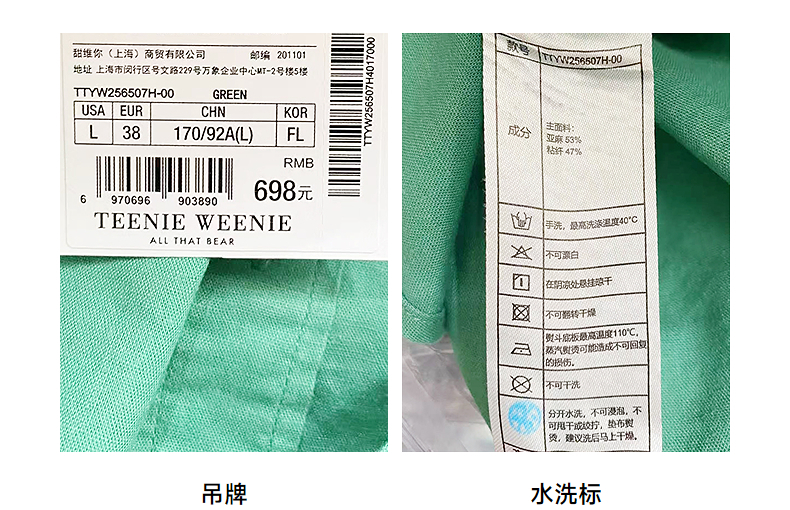 甜维你（上海）商贸有限公司 邮编 201101
地址 上海市闵行区号文路229号万象企业中心MT-2号楼5楼
TTYW256507H-00 GREEN
USA EUR CHN KOR
L 38 170/92A(L) FL
RMB
698元
6 970696 903890
TEENIE WEENIE
ALL THAT BEAR
TTYW256507H4017000
款号 TTYW256507H-00
成分
主面料：
亚麻 53%
粘纤 47%
手洗，最高洗涤温度40°C
不可漂白
在阴凉处悬挂晾干
不可翻转干燥
熨斗底板最高温度110℃，
蒸汽熨烫可能造成不可回复
的损伤。
不可干洗
分开水洗，不可浸泡，不
可甩干或绞拧，垫布熨
烫，建议洗后马上干燥。
吊牌
水洗标